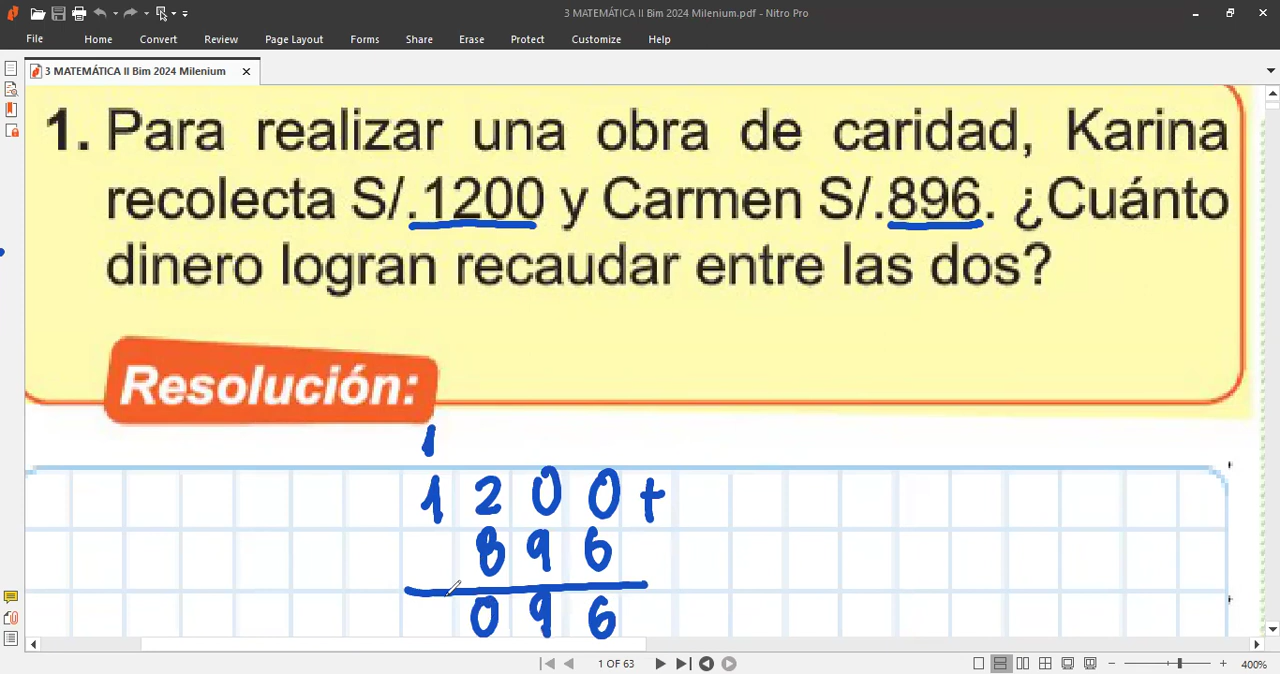 3 MATEMÁTICA II Bim 2024 Milenium.pdf - Nitro Pro
File Home Convert Review Page Layout Forms Share Erase Protect Customize Help
3 MATEMÁTICA II Bim 2024 Milenium
1. Para realizar una obra de caridad, Karina
recolecta S/.1200 y Carmen S/.896. ¿Cuánto
dinero logran recaudar entre las dos?
Resolución:
1
1 2 0 0 +
8 9 6
0 9 6
1 OF 63
400%